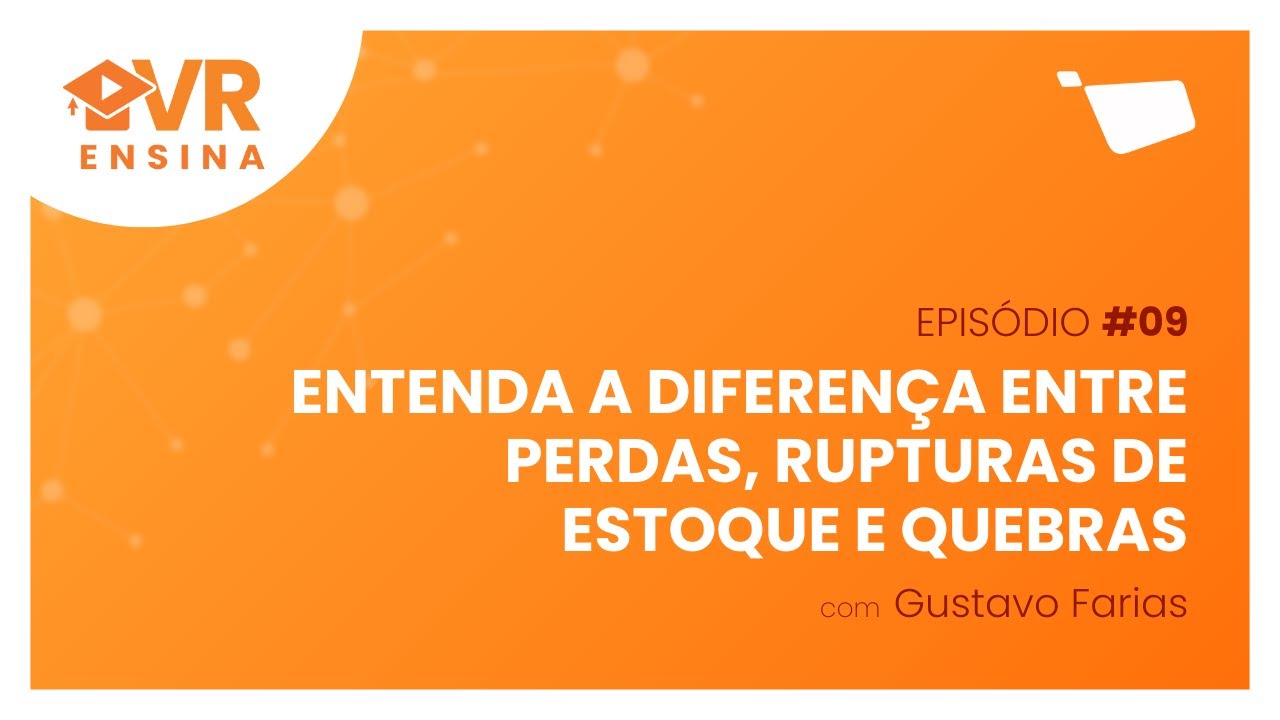 VR
ENSINA
EPISÓDIO #09
ENTENDA A DIFERENÇA ENTRE
PERDAS, RUPTURAS DE
ESTOQUE E QUEBRAS
com Gustavo Farias